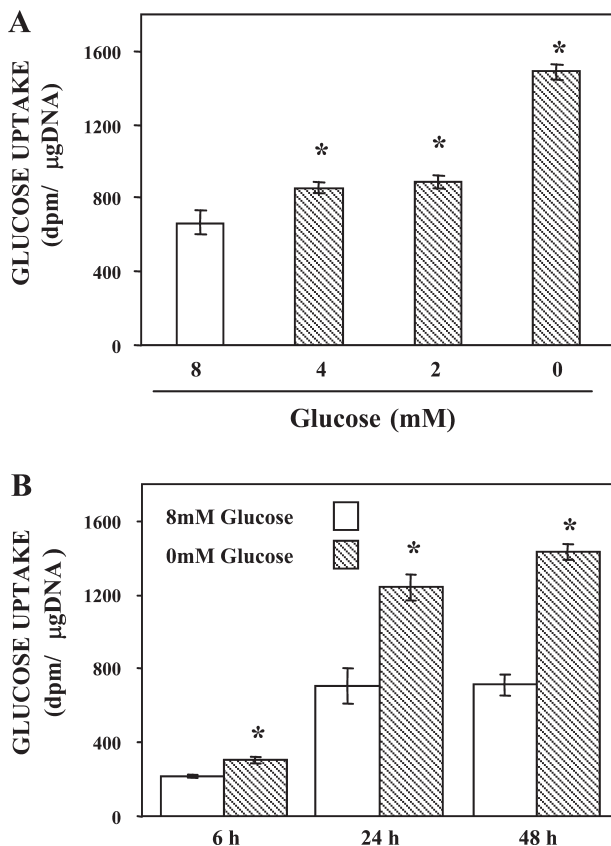 A
GLUCOSE UPTAKE
(dpm/ µgDNA)
1600
1200
800
400
0
*
*
*
8 4 2 0
Glucose (mM)
B
GLUCOSE UPTAKE
(dpm/ µgDNA)
1600
1200
800
400
0
8mM Glucose
0mM Glucose
*
*
*
6 h 24 h 48 h